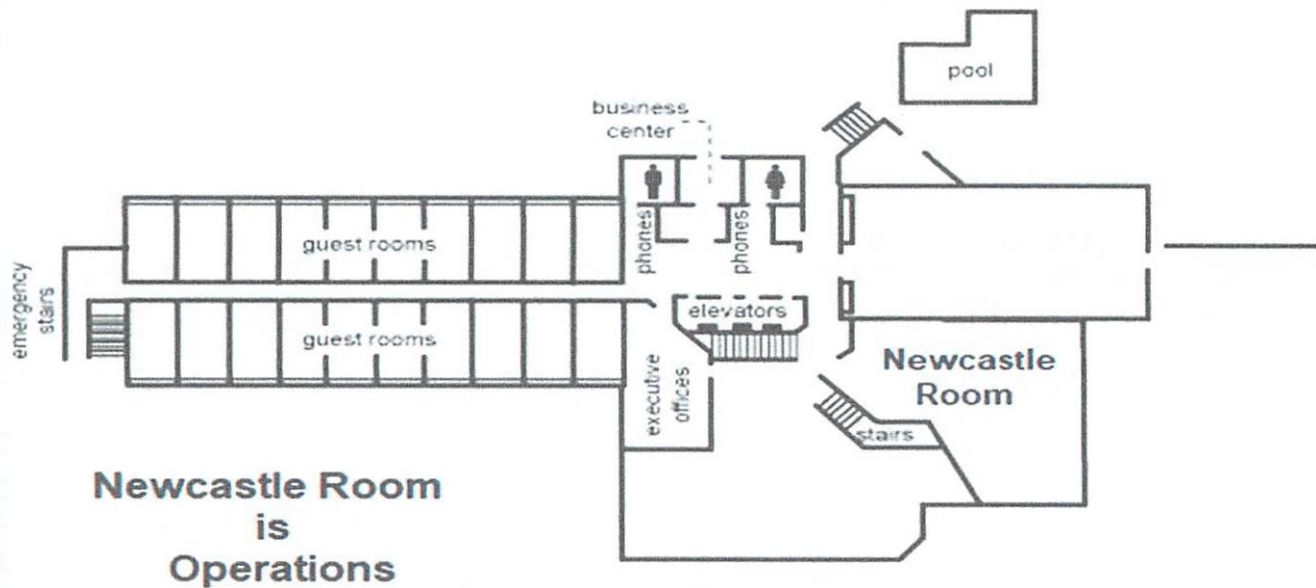 pool
business
center
phones
phones
guest rooms
elevators
emergency
stairs
guest rooms
executive
offices
Newcastle
Room
stairs
Newcastle Room
is
Operations